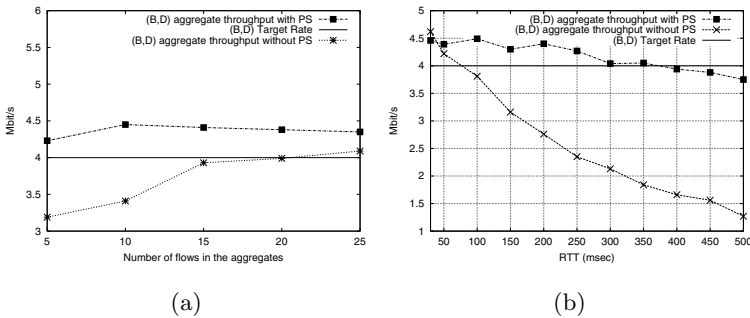 6
5.5
5
4.5
4
3.5
3
5
10
15
20
25
Mbit/s
Number of flows in the aggregates
(B,D) aggregate throughput with PS
(B,D) Target Rate
(B,D) aggregate throughput without PS
(a)
5
4.5
4
3.5
3
2.5
2
1.5
1
50
100
150
200
250
300
350
400
450
500
Mbit/s
RTT (msec)
(B,D) aggregate throughput with PS
(B,D) aggregate throughput without PS
(B,D) Target Rate
(b)